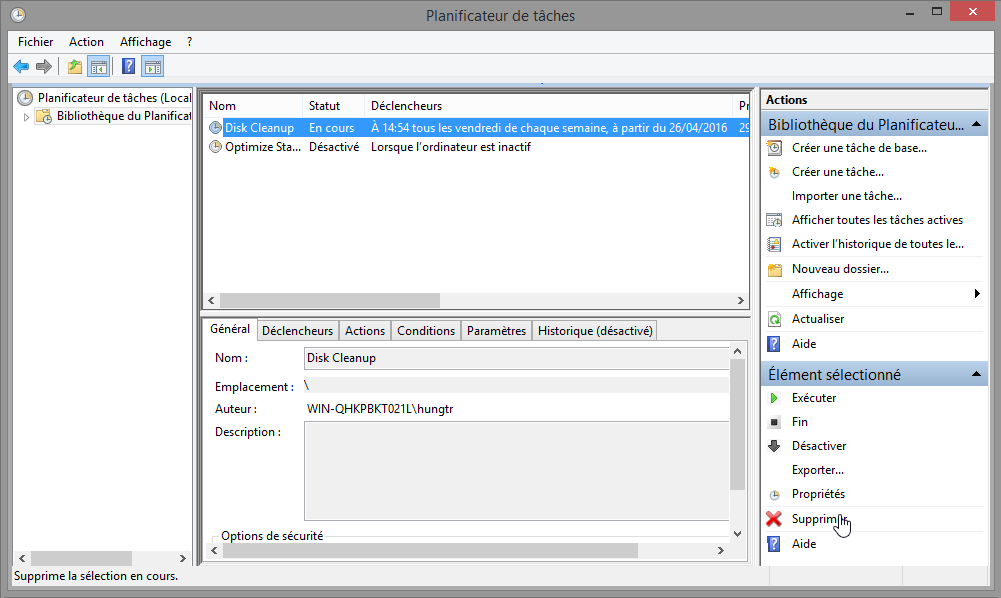 Planificateur de tâches
Fichier Action Affichage ?
Planificateur de tâches (Local
Bibliothèque du Planificat
Nom Statut Déclencheurs Pr
Disk Cleanup En cours À 14:54 tous les vendredi de chaque semaine, à partir du 26/04/2016 29
Optimize Sta... Désactivé Lorsque l'ordinateur est inactif
Général Déclencheurs Actions Conditions Paramètres Historique (désactivé)
Nom : Disk Cleanup
Emplacement : \
Auteur : WIN-QHKPBKT021L\hungtr
Description :
Options de sécurité
Actions
Bibliothèque du Planificateu...
Créer une tâche de base...
Créer une tâche...
Importer une tâche...
Afficher toutes les tâches actives
Activer l'historique de toutes le...
Nouveau dossier...
Affichage
Actualiser
Aide
Élément sélectionné
Exécuter
Fin
Désactiver
Exporter...
Propriétés
Supprimer
Aide
Supprime la sélection en cours.